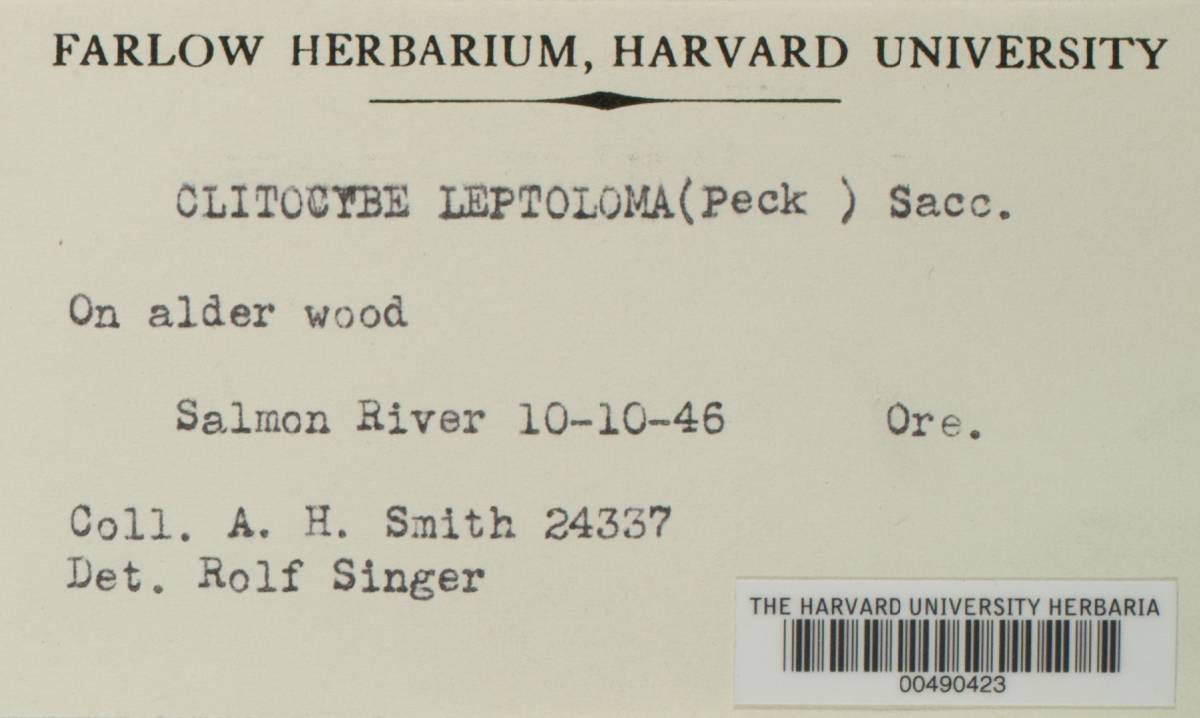 FARLOW HERBARIUM, HARVARD UNIVERSITY
CLITOCYBE LEPTOLOMA(Peck ) Sacc.
On alder wood
Salmon River 10-10-46 Ore.
Coll. A. H. Smith 24337
Det. Rolf Singer
THE HARVARD UNIVERSITY HERBARIA
00490423